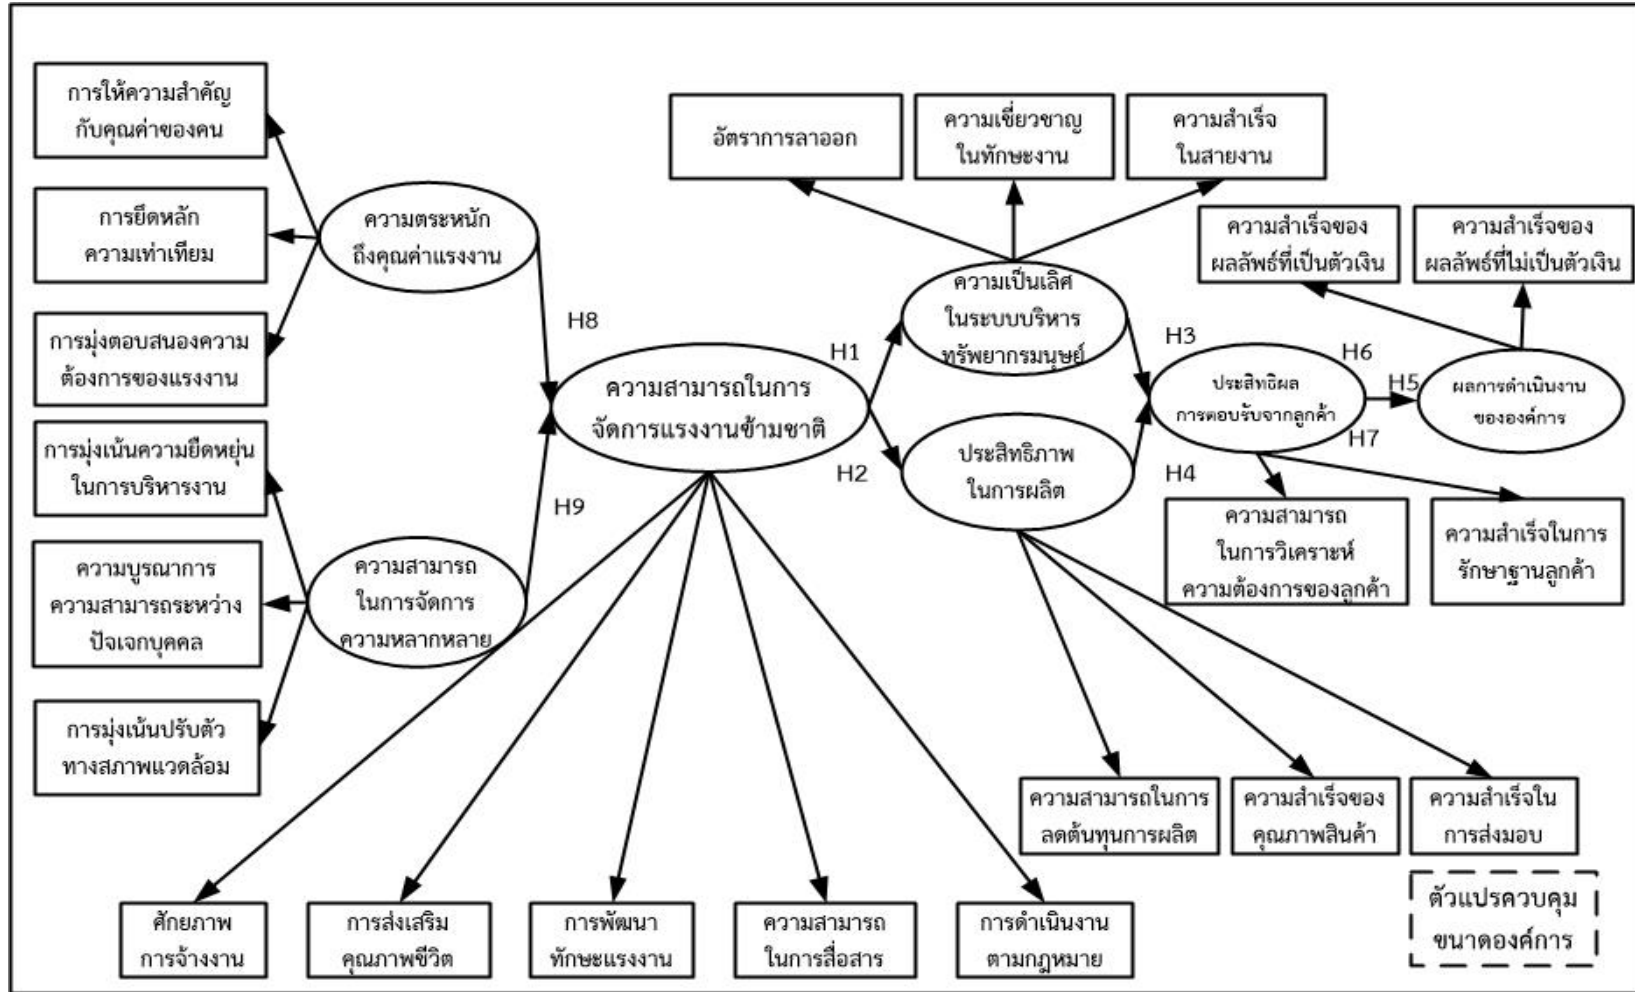 การให้ความสำคัญ
กับคุณค่าของคน
การยึดหลัก
ความเท่าเทียม
การมุ่งตอบสนองความ
ต้องการของแรงงาน
การมุ่งเน้นความยืดหยุ่น
ในการบริหารงาน
ความบูรณาการ
ความสามารถระหว่าง
ปัจเจกบุคคล
การมุ่งเน้นปรับตัว
ทางสภาพแวดล้อม
ความตระหนัก
ถึงคุณค่าแรงงาน
ความสามารถ
ในการจัดการ
ความหลากหลาย
H8
H9
ความสามารถในการ
จัดการแรงงานข้ามชาติ
H1
H2
อัตราการลาออก
ความเชี่ยวชาญ
ในทักษะงาน
ความสำเร็จ
ในสายงาน
ความเป็นเลิศ
ในระบบบริหาร
ทรัพยากรมนุษย์
ประสิทธิภาพ
ในการผลิต
H3
H4
ประสิทธิผล
การตอบรับจากลูกค้า
H6
H5
H7
ผลการดำเนินงาน
ขององค์การ
ความสำเร็จของ
ผลลัพธ์ที่เป็นตัวเงิน
ความสำเร็จของ
ผลลัพธ์ที่ไม่เป็นตัวเงิน
ความสามารถ
ในการวิเคราะห์
ความต้องการของลูกค้า
ความสำเร็จในการ
รักษาฐานลูกค้า
ความสามารถในการ
ลดต้นทุนการผลิต
ความสำเร็จของ
คุณภาพสินค้า
ความสำเร็จใน
การส่งมอบ
ศักยภาพ
การจ้างงาน
การส่งเสริม
คุณภาพชีวิต
การพัฒนา
ทักษะแรงงาน
ความสามารถ
ในการสื่อสาร
การดำเนินงาน
ตามกฎหมาย
ตัวแปรควบคุม
ขนาดองค์การ